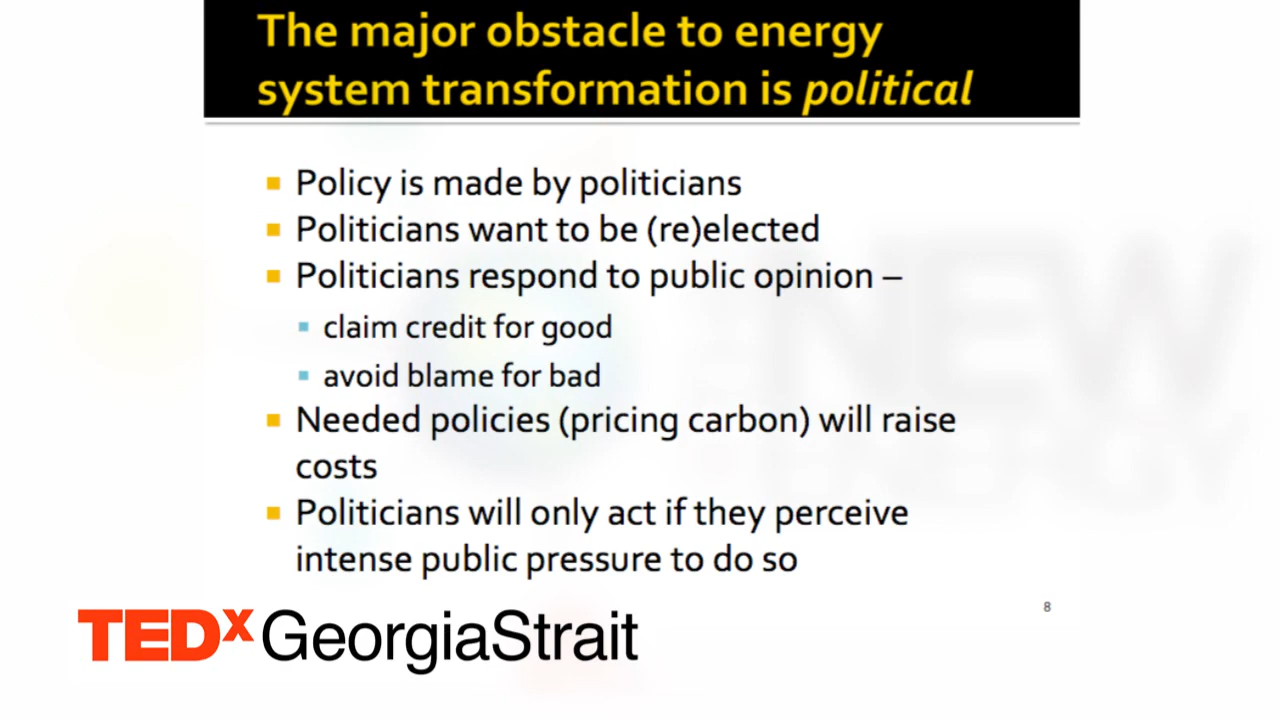 The major obstacle to energy
system transformation is political
Policy is made by politicians
Politicians want to be (re)elected
Politicians respond to public opinion –
claim credit for good
avoid blame for bad
Needed policies (pricing carbon) will raise
costs
Politicians will only act if they perceive
intense public pressure to do so
8
TEDx GeorgiaStrait
NEW
ENERGY